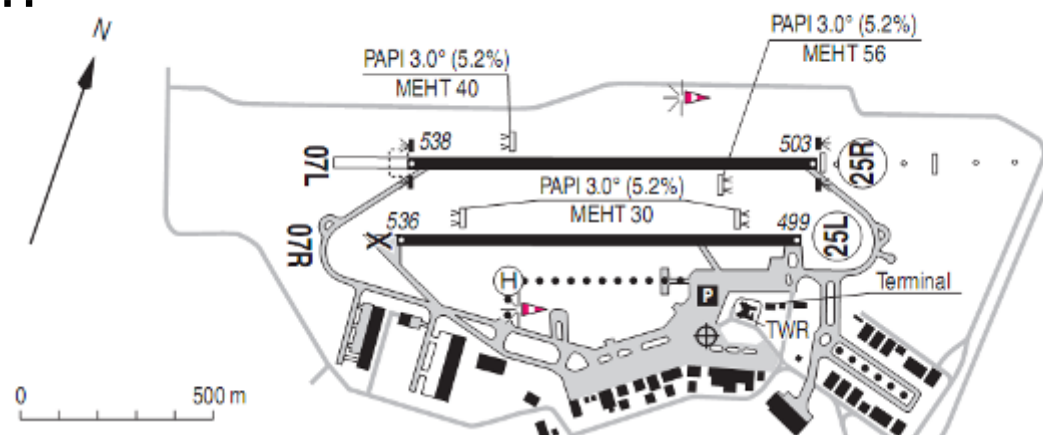 N
PAPI 3.0° (5.2%)
MEHT 56
PAPI 3.0° (5.2%)
MEHT 40
538
503
07L
25R
PAPI 3.0° (5.2%)
MEHT 30
536
499
07R
25L
H
P
Terminal
TWR
0 500 m